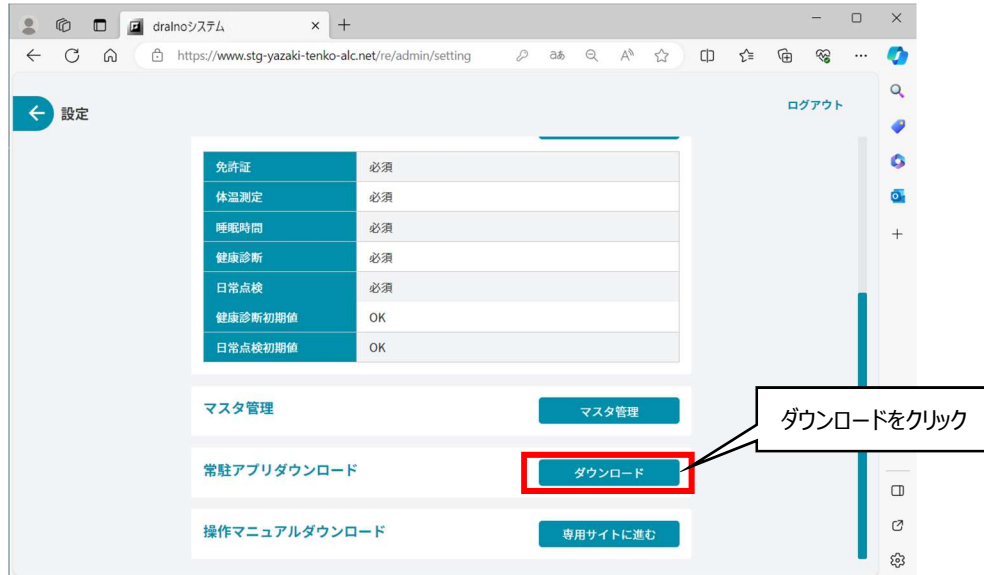 dralnoシステム
https://www.stg-yazaki-tenko-alc.net/re/admin/setting
設定
ログアウト
免許証 必須
体温測定 必須
睡眠時間 必須
健康診断 必須
日常点検 必須
健康診断初期値 OK
日常点検初期値 OK
マスタ管理 マスタ管理
ダウンロードをクリック
常駐アプリダウンロード ダウンロード
操作マニュアルダウンロード 専用サイトに進む